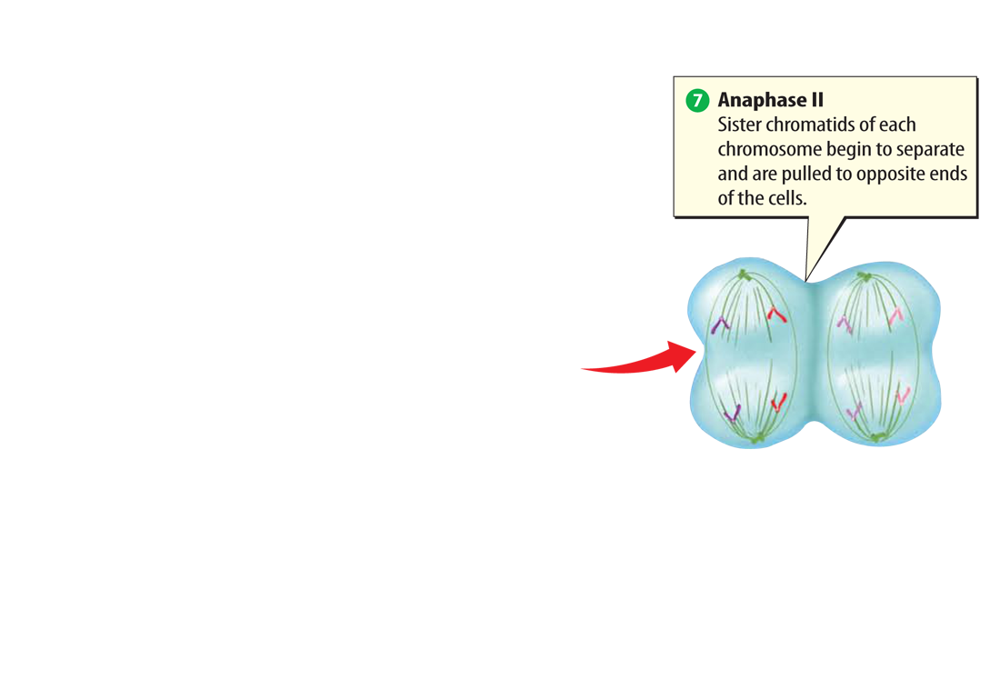 7 Anaphase II
Sister chromatids of each
chromosome begin to separate
and are pulled to opposite ends
of the cells.